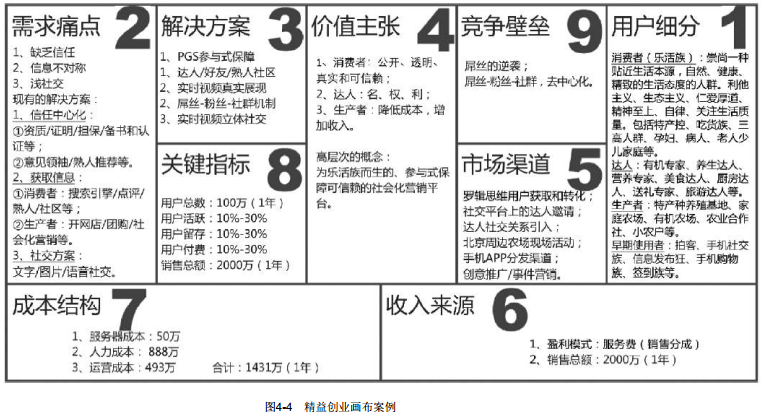 需求痛点
2
1、缺乏信任
2、信息不对称
3、浅社交
现有的解决方案：
1、信任中心化：
①资质/证明/担保/备书和认
证等；
②意见领袖/熟人推荐等。
2、获取信息：
①消费者：搜索引擎/点评/
熟人/社区等；
②生产者：开网店/团购/社
会化营销等。
3、社交方案：
文字/图片/语音社交。
解决方案
3
1、PGS参与式保障
1、达人/好友/熟人社区
2、实时视频真实展现
2、屌丝-粉丝-社群机制
3、实时视频立体社交
关键指标
8
用户总数：100万（1年）
用户活跃：10%-30%
用户留存：10%-30%
用户付费：10%-30%
销售总额：2000万（1年）
价值主张
4
1、消费者：公开、透明、
真实和可信赖；
2、达人：名、权、利；
3、生产者：降低成本，增
加收入。
高层次的概念：
为乐活族而生的、参与式保
障可信赖的社会化营销平
台。
竞争壁垒
9
屌丝的逆袭；
屌丝-粉丝-社群，去中心化。
市场渠道
5
罗辑思维用户获取和转化；
社交平台上的达人邀请；
达人社交关系引入；
北京周边农场现场活动；
手机APP分发渠道；
创意推广/事件营销。
用户细分
1
消费者（乐活族）：崇尚一种
贴近生活本源，自然、健康、
精致的生活态度的人群。利他
主义、生态主义、仁爱厚道、
精神至上、自律、关注生活质
量。包括特产控、吃货族、三
高人群、孕妇、病人、老人少
儿家庭等。
达人：有机专家、养生达人、
营养专家、美食达人、厨房达
人、送礼专家、旅游达人等。
生产者：特产种养殖基地、家
庭农场、有机农场、农业合作
社、小农户等。
早期使用者：拍客、手机社交
族、信息发布狂、手机购物
族、签到族等。
成本结构
7
1、服务器成本：50万
2、人力成本： 888万
3、运营成本：493万 合计：1431万（1年）
收入来源
6
1、盈利模式：服务费（销售分成）
2、销售总额：2000万（1年）
图4-4 精益创业画布案例